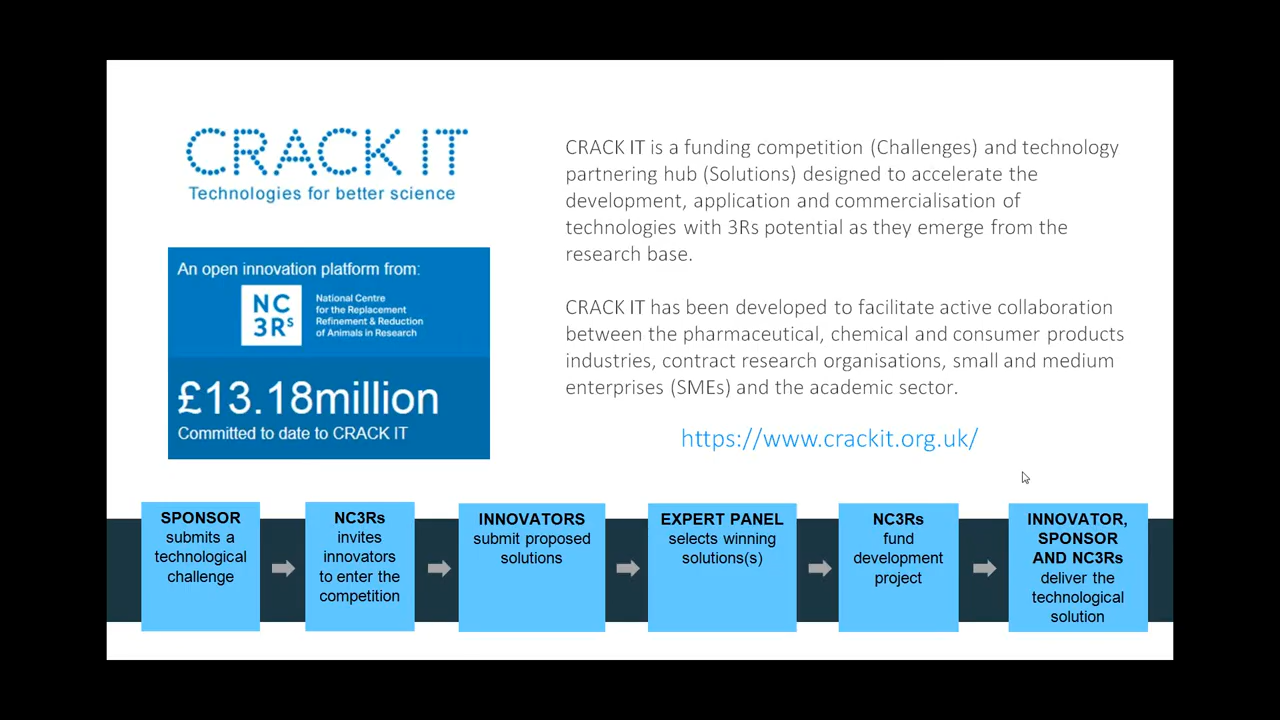 CRACK IT
Technologies for better science
An open innovation platform from:
NC
3Rs
National Centre
for the Replacement
Refinement & Reduction
of Animals in Research
£13.18million
Committed to date to CRACK IT
CRACK IT is a funding competition (Challenges) and technology
partnering hub (Solutions) designed to accelerate the
development, application and commercialisation of
technologies with 3Rs potential as they emerge from the
research base.
CRACK IT has been developed to facilitate active collaboration
between the pharmaceutical, chemical and consumer products
industries, contract research organisations, small and medium
enterprises (SMEs) and the academic sector.
https://www.crackit.org.uk/
SPONSOR
submits a
technological
challenge
NC3Rs
invites
innovators
to enter the
competition
INNOVATORS
submit proposed
solutions
EXPERT PANEL
selects winning
solutions(s)
NC3Rs
fund
development
project
INNOVATOR,
SPONSOR
AND NC3Rs
deliver the
technological
solution